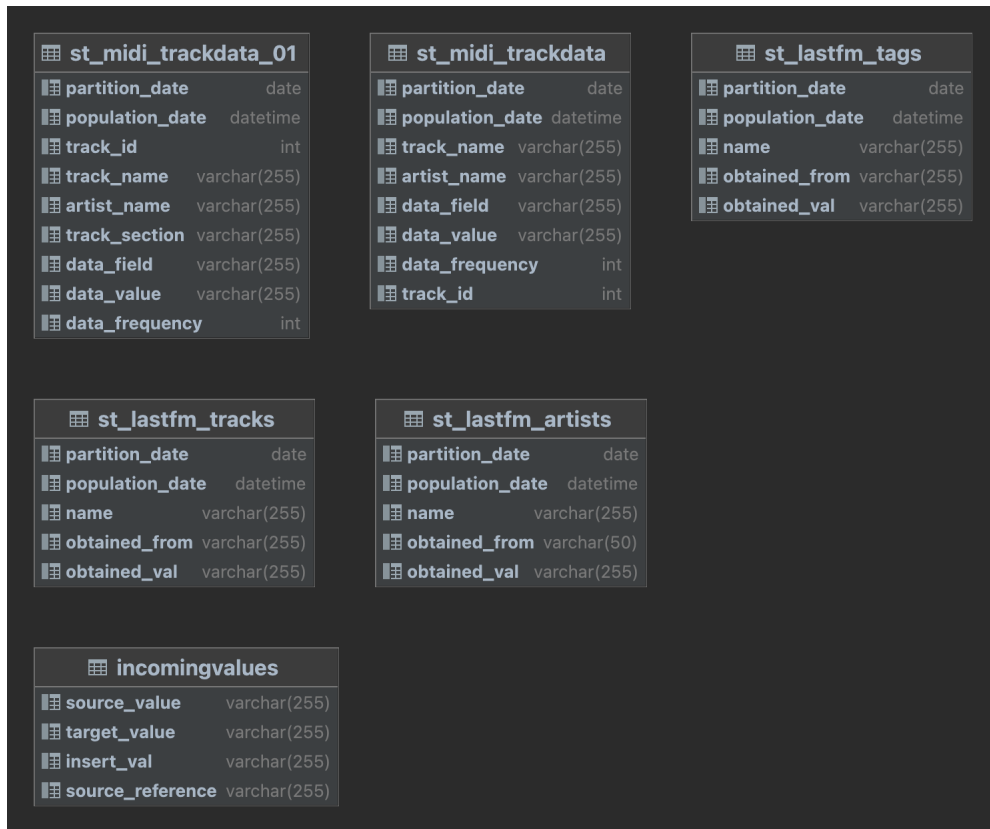 st_midi_trackdata_01
partition_date date
population_date datetime
track_id int
track_name varchar(255)
artist_name varchar(255)
track_section varchar(255)
data_field varchar(255)
data_value varchar(255)
data_frequency int
st_midi_trackdata
partition_date date
population_date datetime
track_name varchar(255)
artist_name varchar(255)
data_field varchar(255)
data_value varchar(255)
data_frequency int
track_id int
st_lastfm_tags
partition_date date
population_date datetime
name varchar(255)
obtained_from varchar(255)
obtained_val varchar(255)
st_lastfm_tracks
partition_date date
population_date datetime
name varchar(255)
obtained_from varchar(255)
obtained_val varchar(255)
st_lastfm_artists
partition_date date
population_date datetime
name varchar(255)
obtained_from varchar(50)
obtained_val varchar(255)
incomingvalues
source_value varchar(255)
target_value varchar(255)
insert_val varchar(255)
source_reference varchar(255)